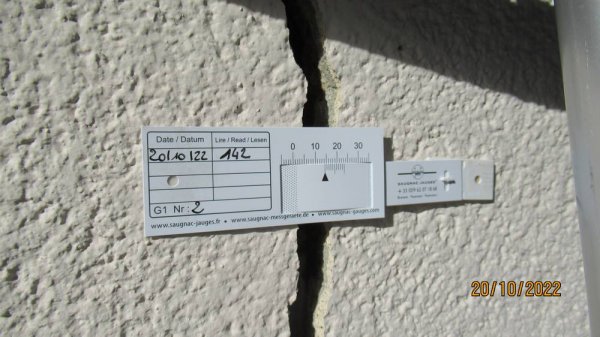 Date / Datum Lire / Read / Lesen
20/10/22 142
G1 Nr: 2
0 10 20 30
www.saugnac-jauges.fr • www.saugnac-messgeraete.de • www.saugnac-gauges.com
SAUGNAC JAUGES
20/10/2022